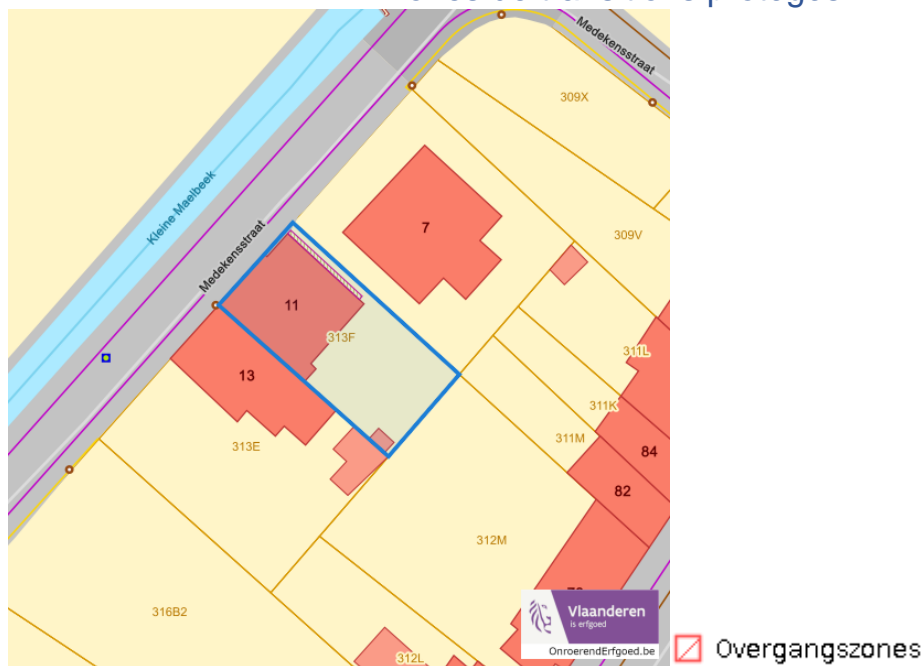 Medekensstraat
309X
Kleine Maelbeek
7
Medekensstraat
309V
11
313F
311L
13
311K
313E
311M
84
82
312M
316B2
Vlaanderen
is erfgoed
OnroerendErfgoed.be
312L
Overgangszones